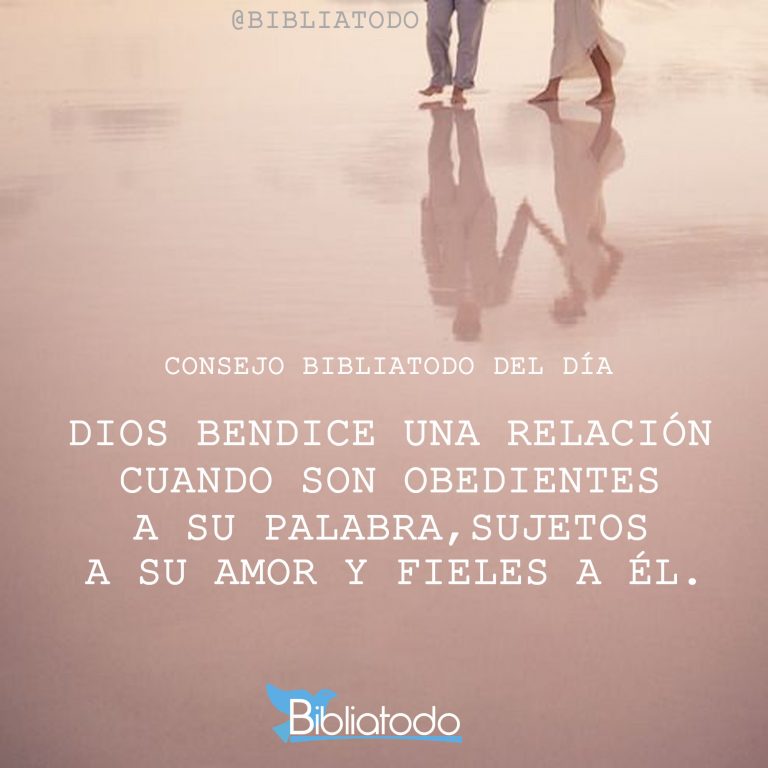 @BIBLIATODO
CONSEJO BIBLIATODO DEL DÍA
DIOS BENDICE UNA RELACIÓN
CUANDO SON OBEDIENTES
A SU PALABRA,SUJETOS
A SU AMOR Y FIELES A ÉL.
Bibliatodo